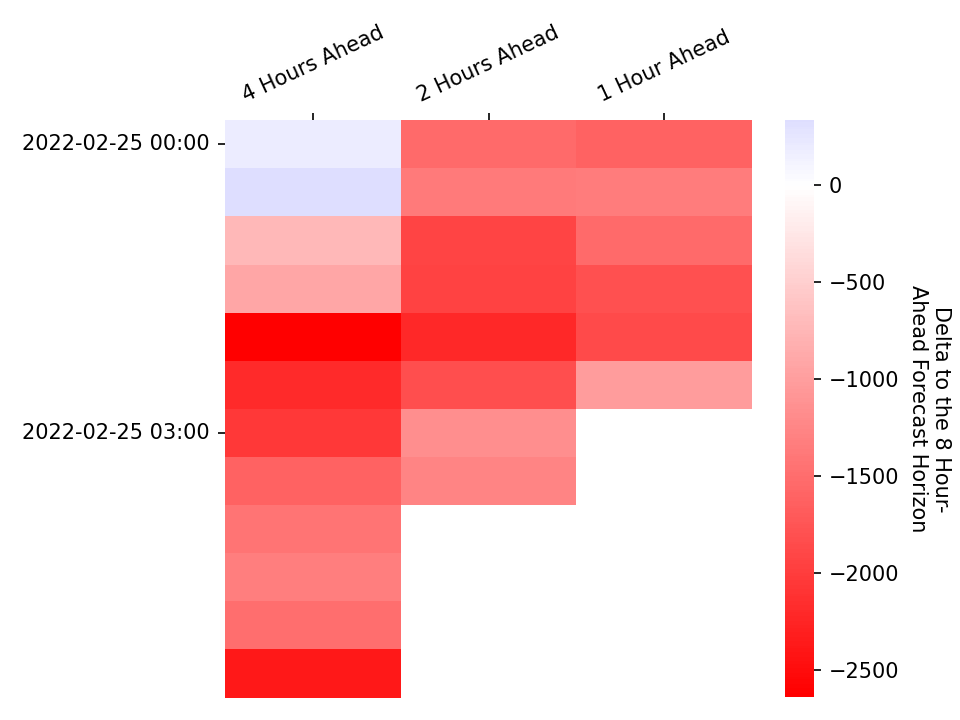 4 Hours Ahead
2 Hours Ahead
1 Hour Ahead
2022-02-25 00:00
2022-02-25 03:00
0
−500
−1000
−1500
−2000
−2500
Delta to the 8 Hour-
Ahead Forecast Horizon